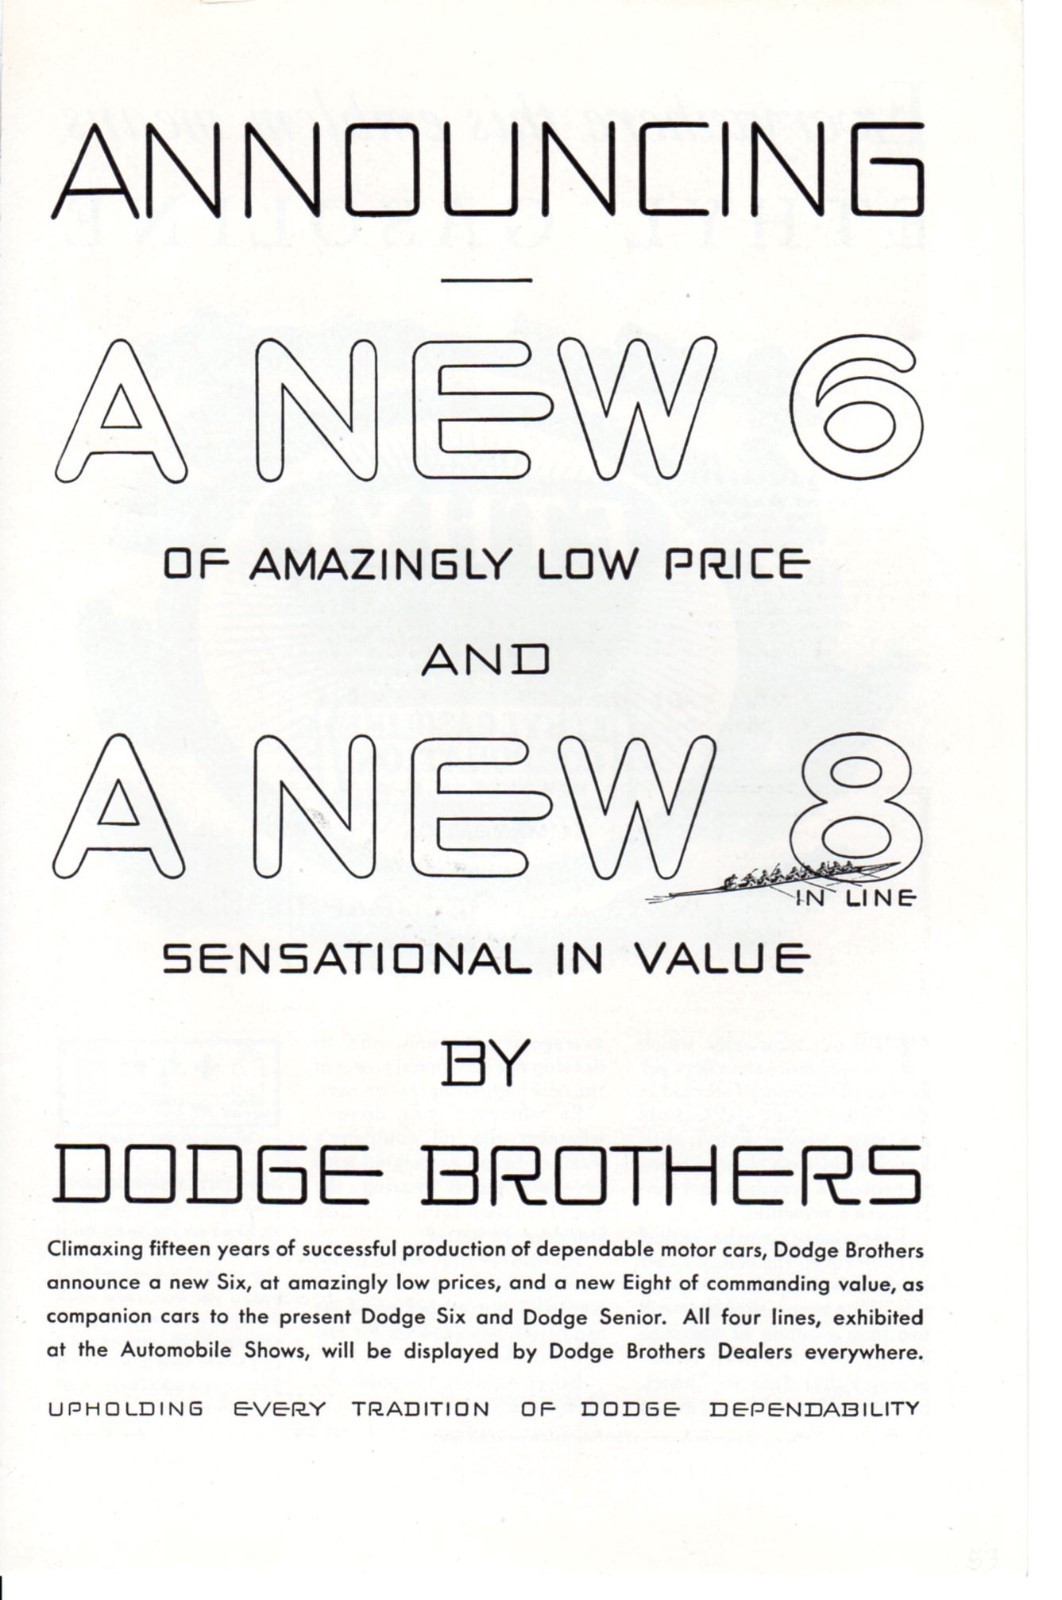 ANNOUNCING
A NEW 6
OF AMAZINGLY LOW PRICE
AND
A NEW 8
IN LINE
SENSATIONAL IN VALUE
BY
DODGE BROTHERS
Climaxing fifteen years of successful production of dependable motor cars, Dodge Brothers
announce a new Six, at amazingly low prices, and a new Eight of commanding value, as
companion cars to the present Dodge Six and Dodge Senior. All four lines, exhibited
at the Automobile Shows, will be displayed by Dodge Brothers Dealers everywhere.
UPHOLDING EVERY TRADITION OF DODGE DEPENDABILITY